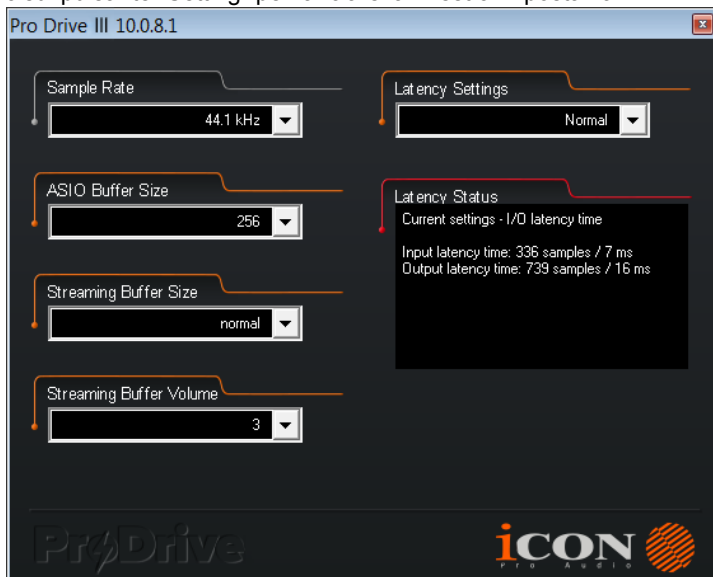 Pro Drive III 10.0.8.1
Sample Rate
44.1 kHz
ASIO Buffer Size
256
Streaming Buffer Size
normal
Streaming Buffer Volume
3
Latency Settings
Normal
Latency Status
Current settings - I/O latency time
Input latency time: 336 samples / 7 ms
Output latency time: 739 samples / 16 ms
ProDrive
iCON
Pro Audio